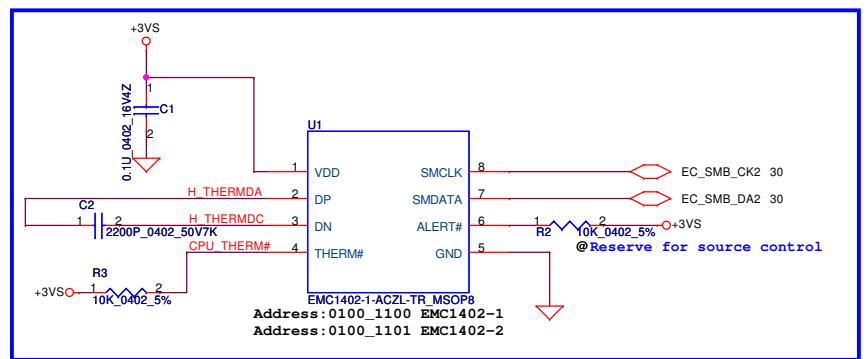 +3VS
1
C1
2
0.1U_0402_16V4Z
U1
1 VDD SMCLK 8 EC_SMB_CK2 30
H_THERMDA 2 DP SMDATA 7 EC_SMB_DA2 30
C2
1 2 H_THERMDC 3 DN ALERT# 6 1 2 +3VS
2200P_0402_50V7K R2 10K_0402_5%
CPU_THERM# 4 THERM# GND 5 @Reserve for source control
R3
+3VS 1 2
10K_0402_5%
EMC1402-1-ACZL-TR_MSOP8
Address:0100_1100 EMC1402-1
Address:0100_1101 EMC1402-2